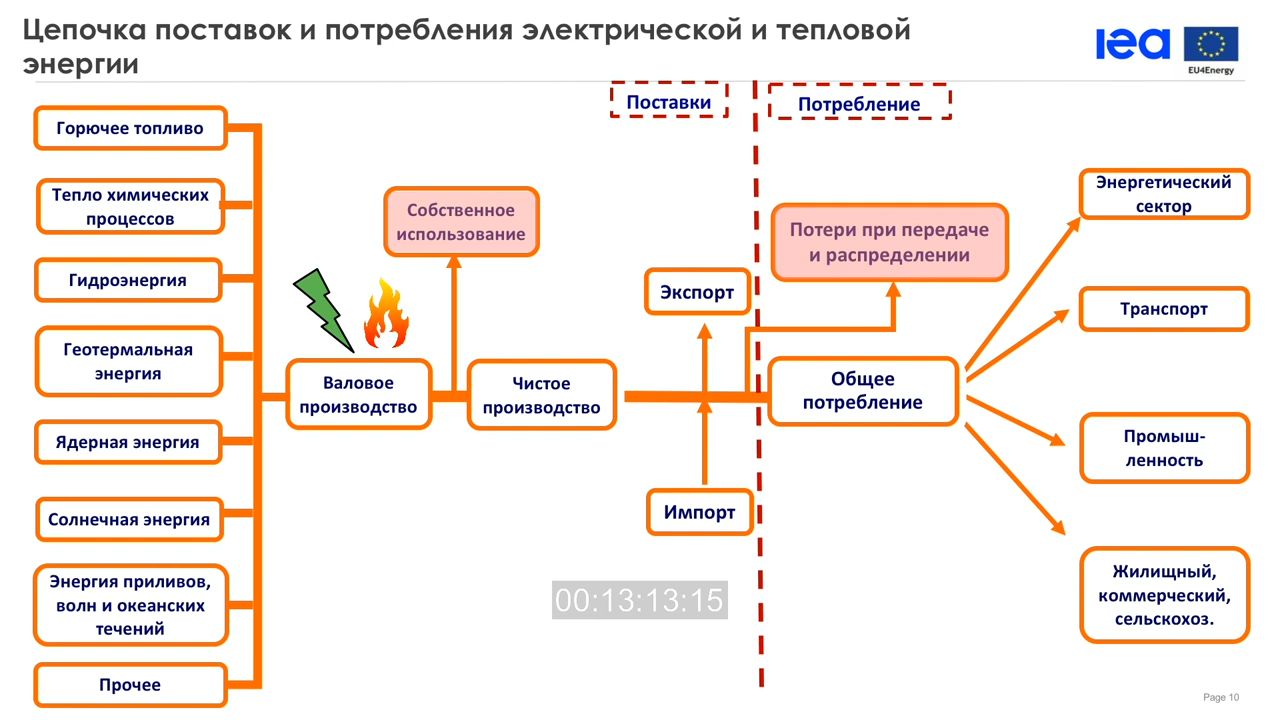 Цепочка поставок и потребления электрической и тепловой
энергии
iea
EU4Energy
Поставки
Потребление
Горючее топливо
Тепло химических
процессов
Гидроэнергия
Геотермальная
энергия
Ядерная энергия
Солнечная энергия
Энергия приливов,
волн и океанских
течений
Прочее
Собственное
использование
Валовое
производство
Чистое
производство
Экспорт
Импорт
Потери при передаче
и распределении
Общее
потребление
Энергетический
сектор
Транспорт
Промыш-
ленность
Жилищный,
коммерческий,
сельскохоз.
00:13:13:15
Page 10